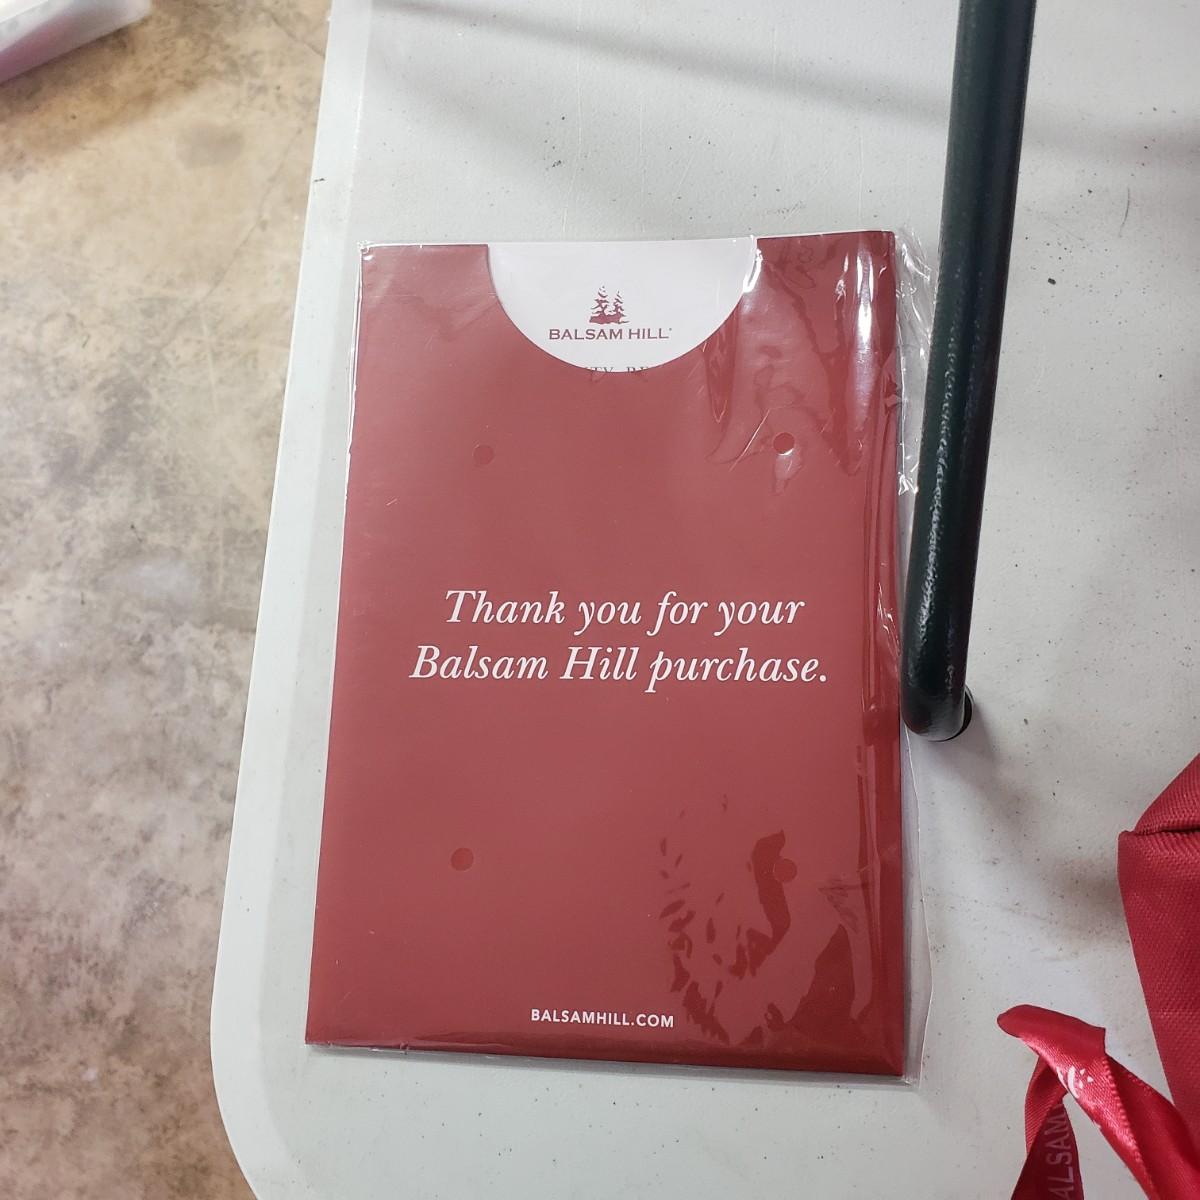 BALSAM HILL®
Thank you for your
Balsam Hill purchase.
BALSAMHILL.COM